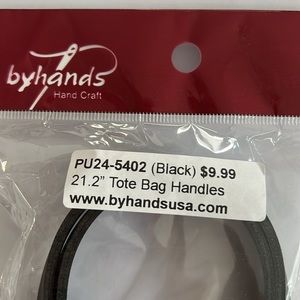 byhands
Hand Craft
PU24-5402 (Black) $9.99
21.2” Tote Bag Handles
www.byhandsusa.com